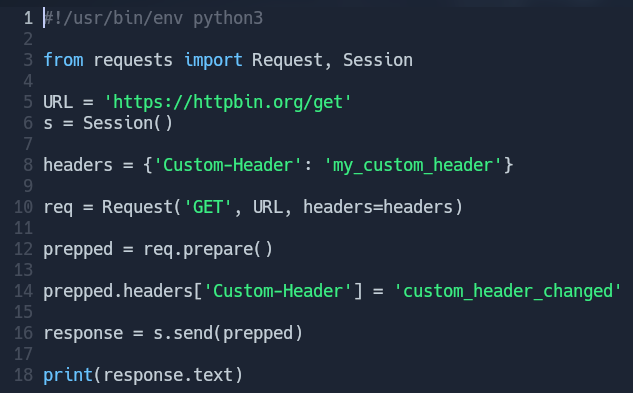 1 #!/usr/bin/env python3
2
3 from requests import Request, Session
4
5 URL = 'https://httpbin.org/get'
6 s = Session()
7
8 headers = {'Custom-Header': 'my_custom_header'}
9
10 req = Request('GET', URL, headers=headers)
11
12 prepped = req.prepare()
13
14 prepped.headers['Custom-Header'] = 'custom_header_changed'
15
16 response = s.send(prepped)
17
18 print(response.text)